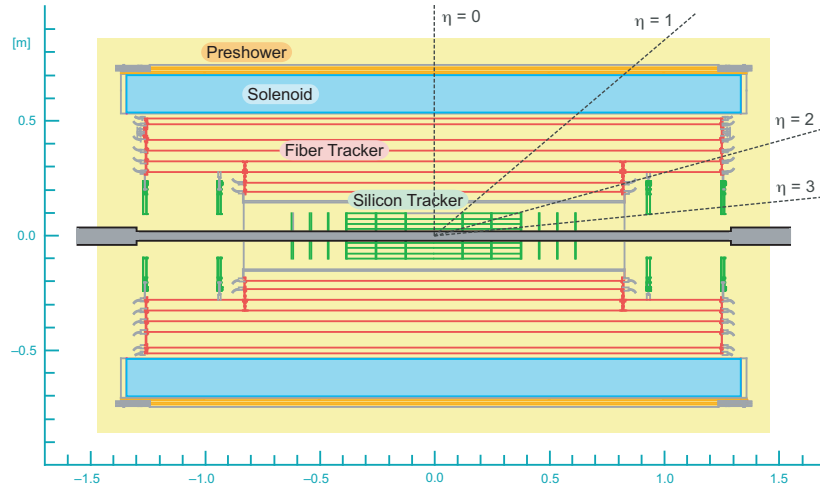 [m]
η = 0
η = 1
Preshower
Solenoid
0.5
η = 2
Fiber Tracker
η = 3
Silicon Tracker
0.0
–0.5
–1.5
–1.0
–0.5
0.0
0.5
1.0
1.5